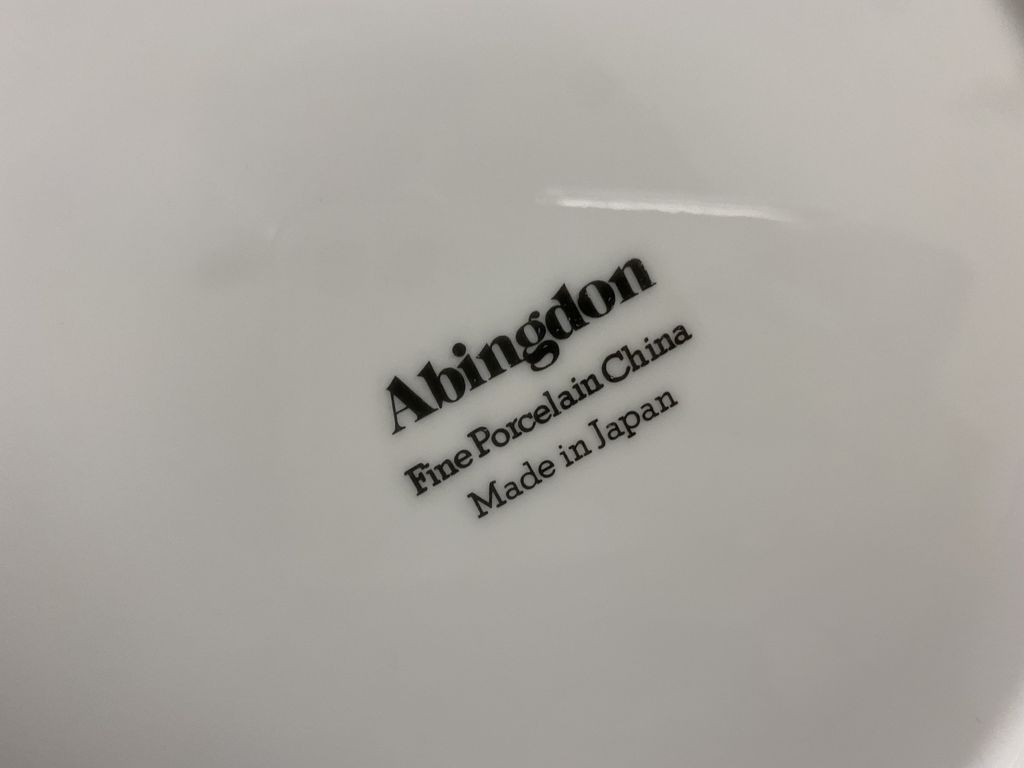 Abingdon
Fine Porcelain China
Made in Japan